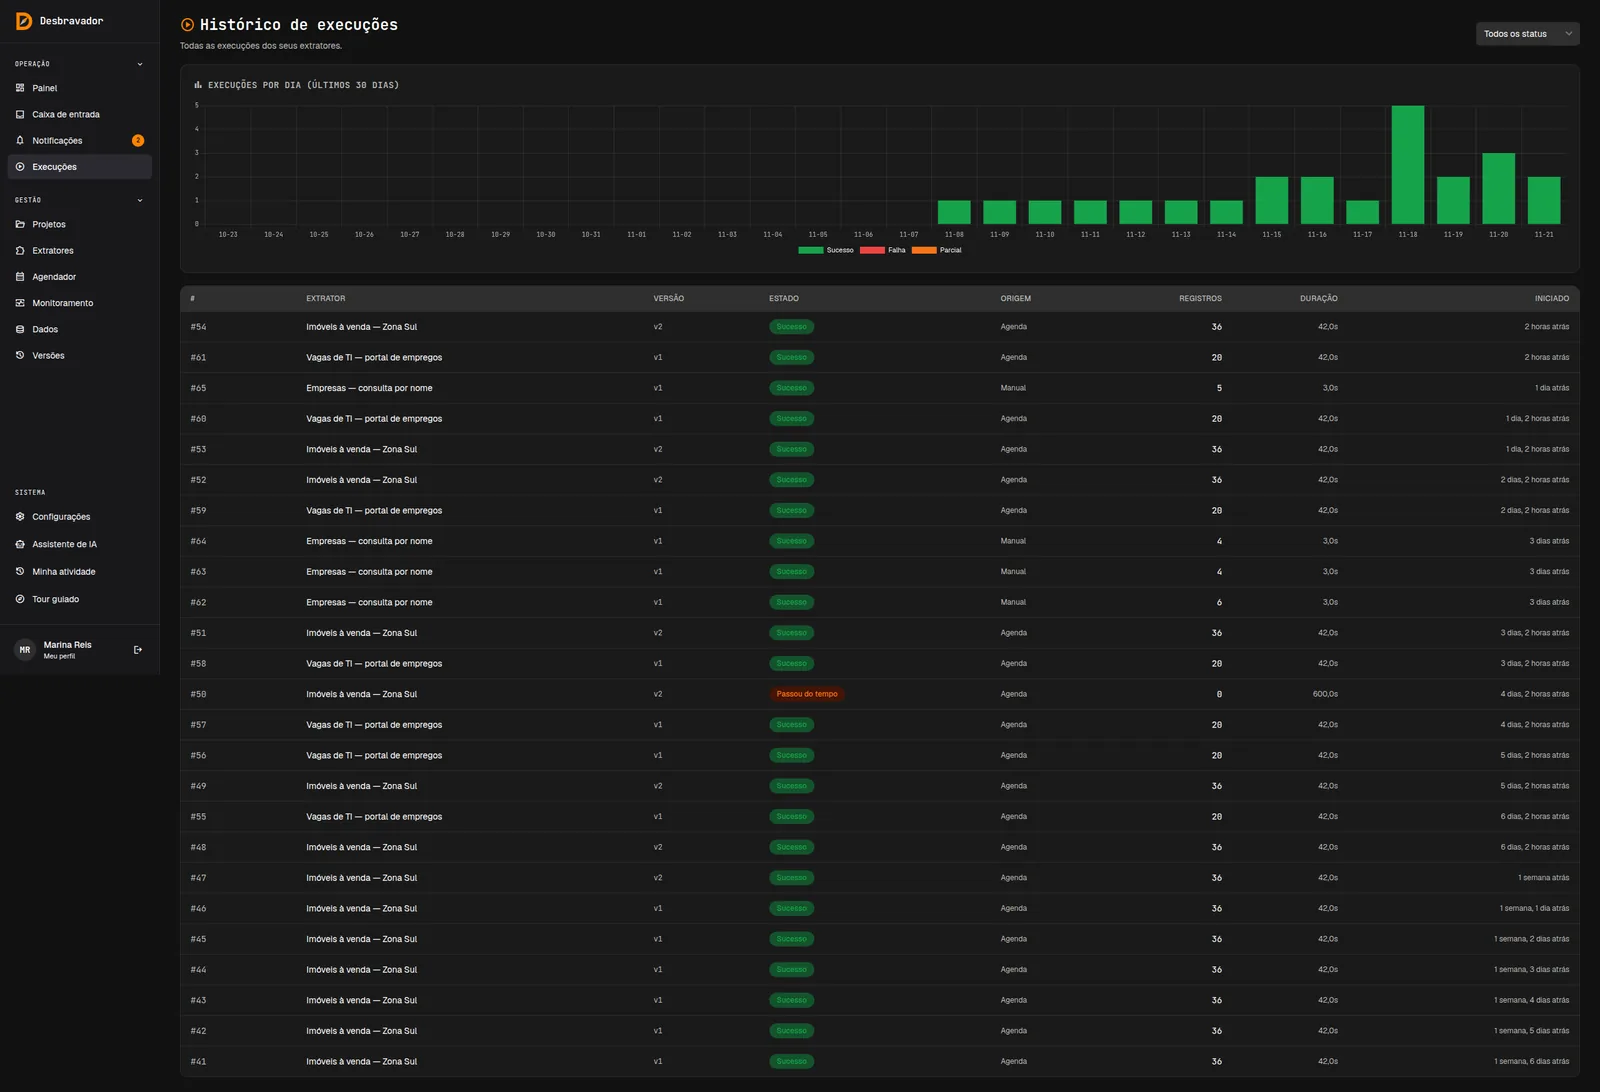 Desbravador
OPERAÇÃO
Painel
Caixa de entrada
Notificações 2
Execuções
GESTÃO
Projetos
Extratores
Agendador
Monitoramento
Dados
Versões
SISTEMA
Configurações
Assistente de IA
Minha atividade
Tour guiado
MR Marina Reis
Meu perfil
Histórico de execuções
Todas as execuções dos seus extratores.
Todos os status
EXECUÇÕES POR DIA (ÚLTIMOS 30 DIAS)
5
4
3
2
1
0
10-23 10-24 10-25 10-26 10-27 10-28 10-29 10-30 10-31 11-01 11-02 11-03 11-04 11-05 11-06 11-07 11-08 11-09 11-10 11-11 11-12 11-13 11-14 11-15 11-16 11-17 11-18 11-19 11-20 11-21
Sucesso Falha Parcial
# EXTRATOR VERSÃO ESTADO ORIGEM REGISTROS DURAÇÃO INICIADO
#54 Imóveis à venda — Zona Sul v2 Sucesso Agenda 36 42,0s 2 horas atrás
#61 Vagas de TI — portal de empregos v1 Sucesso Agenda 20 42,0s 2 horas atrás
#65 Empresas — consulta por nome v1 Sucesso Manual 5 3,0s 1 dia atrás
#60 Vagas de TI — portal de empregos v1 Sucesso Agenda 20 42,0s 1 dia, 2 horas atrás
#53 Imóveis à venda — Zona Sul v2 Sucesso Agenda 36 42,0s 1 dia, 2 horas atrás
#52 Imóveis à venda — Zona Sul v2 Sucesso Agenda 36 42,0s 2 dias, 2 horas atrás
#59 Vagas de TI — portal de empregos v1 Sucesso Agenda 20 42,0s 2 dias, 2 horas atrás
#64 Empresas — consulta por nome v1 Sucesso Manual 4 3,0s 3 dias atrás
#63 Empresas — consulta por nome v1 Sucesso Manual 4 3,0s 3 dias atrás
#62 Empresas — consulta por nome v1 Sucesso Manual 6 3,0s 3 dias atrás
#51 Imóveis à venda — Zona Sul v2 Sucesso Agenda 36 42,0s 3 dias, 2 horas atrás
#58 Vagas de TI — portal de empregos v1 Sucesso Agenda 20 42,0s 3 dias, 2 horas atrás
#50 Imóveis à venda — Zona Sul v2 Passou do tempo Agenda 0 600,0s 4 dias, 2 horas atrás
#57 Vagas de TI — portal de empregos v1 Sucesso Agenda 20 42,0s 4 dias, 2 horas atrás
#56 Vagas de TI — portal de empregos v1 Sucesso Agenda 20 42,0s 5 dias, 2 horas atrás
#49 Imóveis à venda — Zona Sul v2 Sucesso Agenda 36 42,0s 5 dias, 2 horas atrás
#55 Vagas de TI — portal de empregos v1 Sucesso Agenda 20 42,0s 6 dias, 2 horas atrás
#48 Imóveis à venda — Zona Sul v2 Sucesso Agenda 36 42,0s 6 dias, 2 horas atrás
#47 Imóveis à venda — Zona Sul v2 Sucesso Agenda 36 42,0s 1 semana atrás
#46 Imóveis à venda — Zona Sul v1 Sucesso Agenda 36 42,0s 1 semana, 1 dia atrás
#45 Imóveis à venda — Zona Sul v1 Sucesso Agenda 36 42,0s 1 semana, 2 dias atrás
#44 Imóveis à venda — Zona Sul v1 Sucesso Agenda 36 42,0s 1 semana, 3 dias atrás
#43 Imóveis à venda — Zona Sul v1 Sucesso Agenda 36 42,0s 1 semana, 4 dias atrás
#42 Imóveis à venda — Zona Sul v1 Sucesso Agenda 36 42,0s 1 semana, 5 dias atrás
#41 Imóveis à venda — Zona Sul v1 Sucesso Agenda 36 42,0s 1 semana, 6 dias atrás